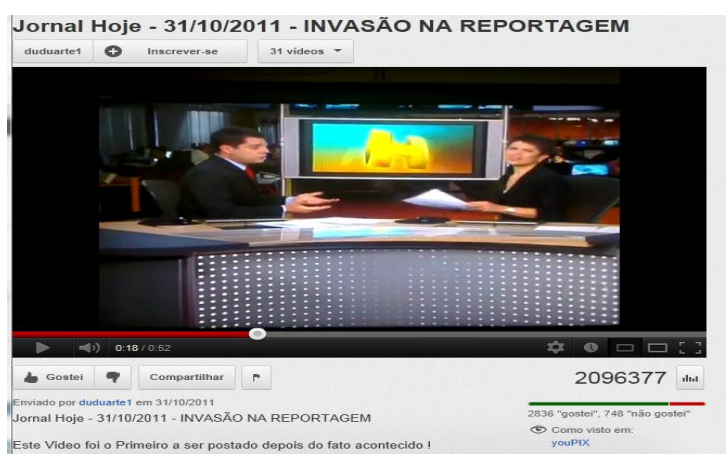 Jornal Hoje - 31/10/2011 - INVASÃO NA REPORTAGEM
duduarte1 Inscrever-se 31 vídeos
0:18 / 0:52
Gostei Compartilhar 2096377
Enviado por duduarte1 em 31/10/2011
Jornal Hoje - 31/10/2011 - INVASÃO NA REPORTAGEM
Este Video foi o Primeiro a ser postado depois do fato acontecido !
2836 "gostei", 748 "não gostei"
Como visto em:
youPIX